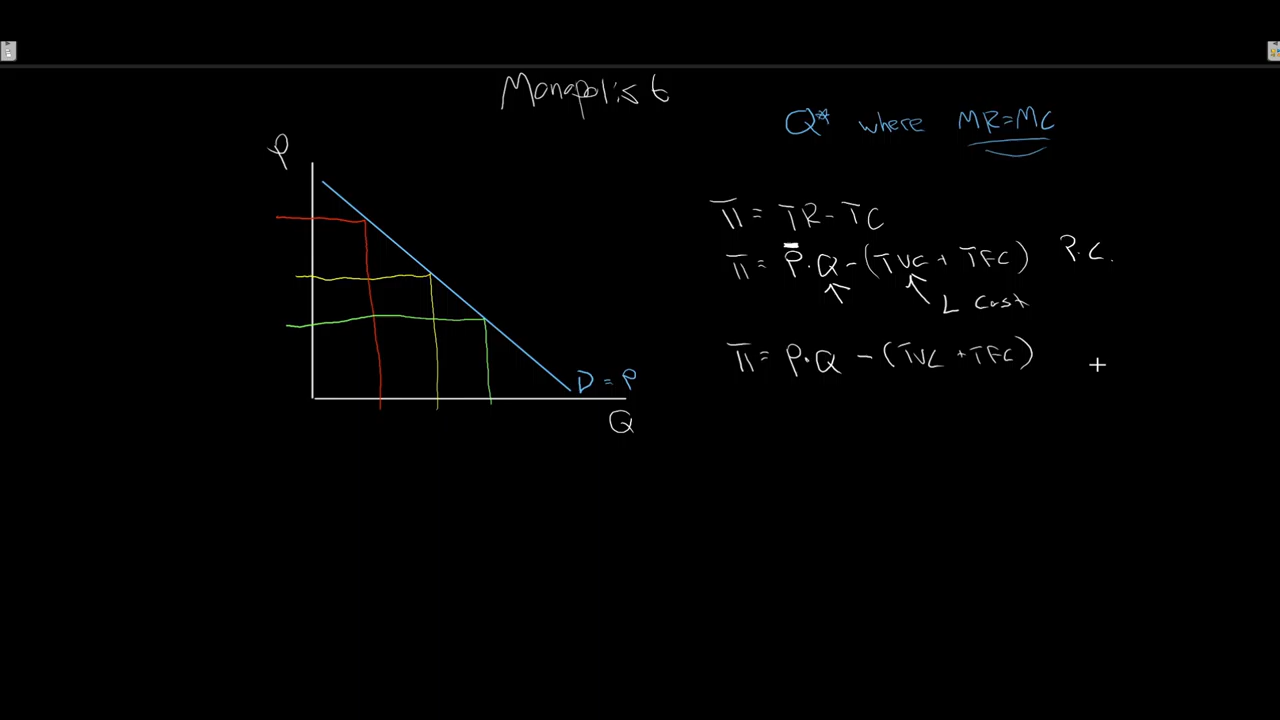 Monopolist
Q* where MR=MC
P
π = TR - TC
π = P̅·Q - (TVC + TFC) P.C.
L cost
π = P·Q - (TVC + TFC)
D = P
Q